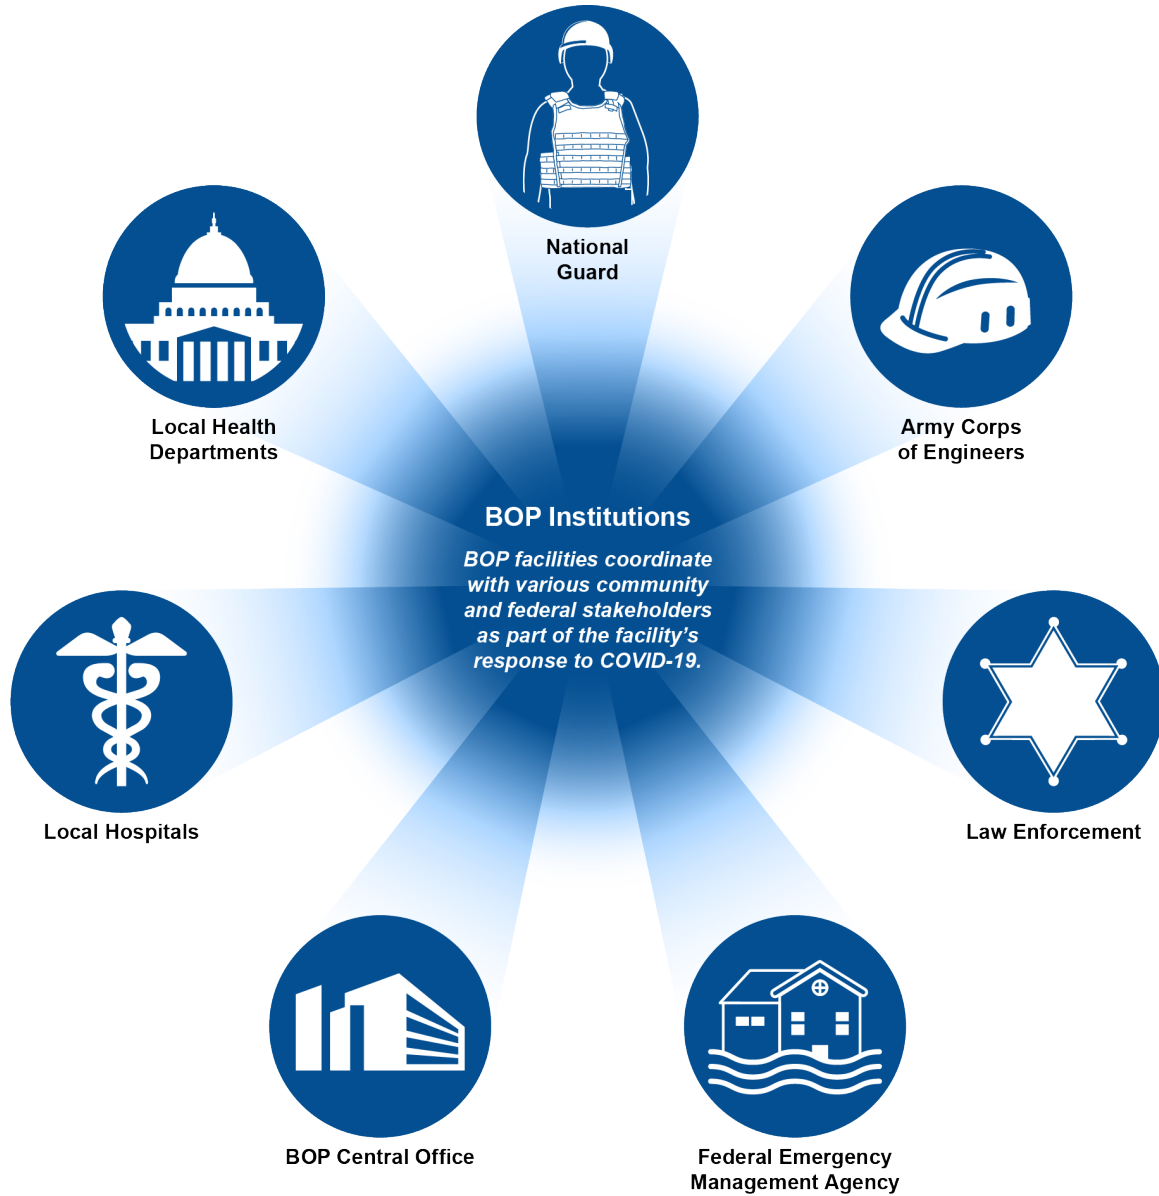 National
Guard
Local Health
Departments
Army Corps
of Engineers
BOP Institutions
BOP facilities coordinate
with various community
and federal stakeholders
as part of the facility’s
response to COVID-19.
Local Hospitals
Law Enforcement
BOP Central Office
Federal Emergency
Management Agency